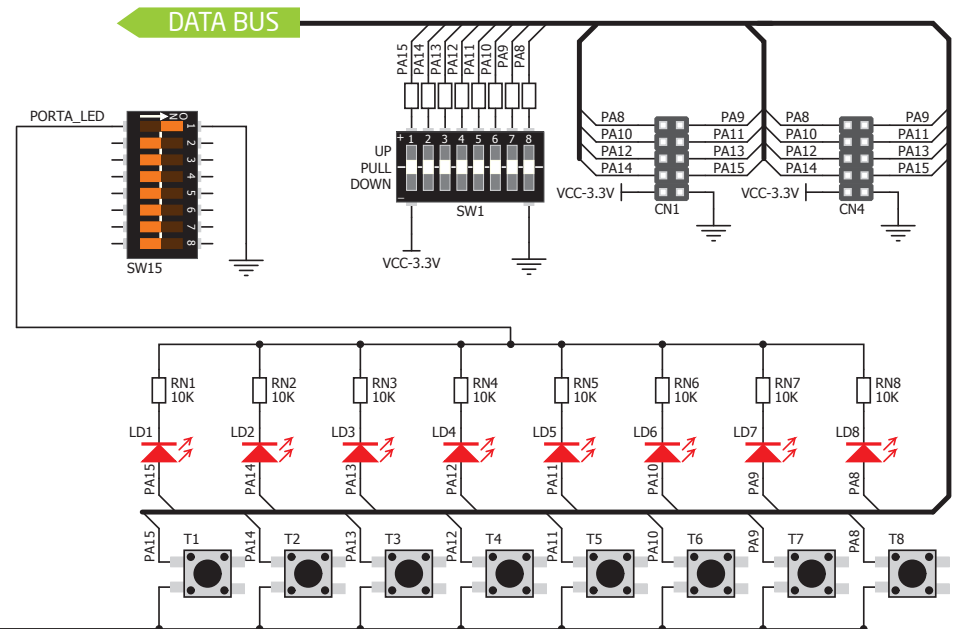 DATA BUS
PA15 PA14 PA13 PA12 PA11 PA10 PA9 PA8
PORTA_LED
ON
1
2
3
4
5
6
7
8
SW15
+ 1 2 3 4 5 6 7 8
UP
PULL
DOWN
_
SW1
VCC-3.3V
PA8 PA9 PA8 PA9
PA10 PA11 PA10 PA11
PA12 PA13 PA12 PA13
PA14 PA15 PA14 PA15
VCC-3.3V CN1 VCC-3.3V CN4
RN1 RN2 RN3 RN4 RN5 RN6 RN7 RN8
10K 10K 10K 10K 10K 10K 10K 10K
LD1 LD2 LD3 LD4 LD5 LD6 LD7 LD8
PA15 PA14 PA13 PA12 PA11 PA10 PA9 PA8
PA15 PA14 PA13 PA12 PA11 PA10 PA9 PA8
T1 T2 T3 T4 T5 T6 T7 T8